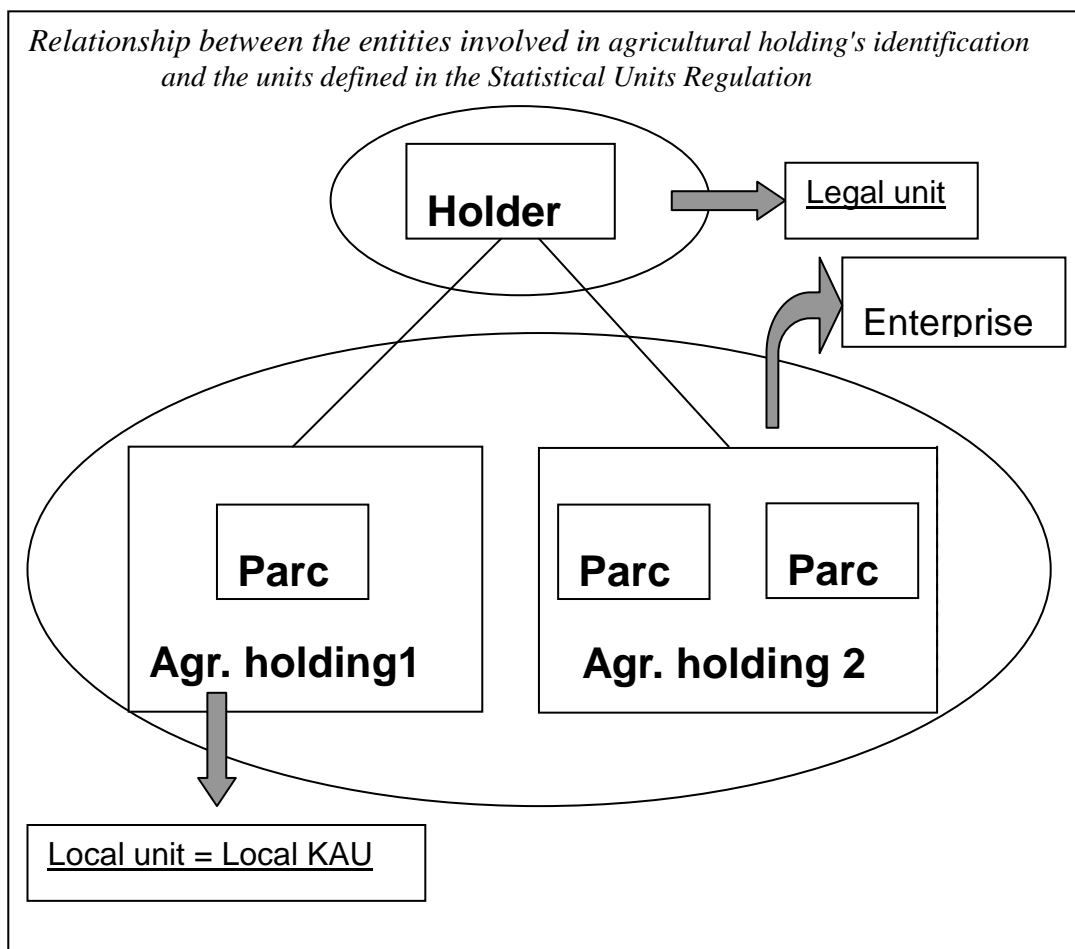 Relationship between the entities involved in agricultural holding's identification
and the units defined in the Statistical Units Regulation
Holder
Legal unit
Enterprise
Parc
Parc
Parc
Agr. holding1
Agr. holding 2
Local unit = Local KAU